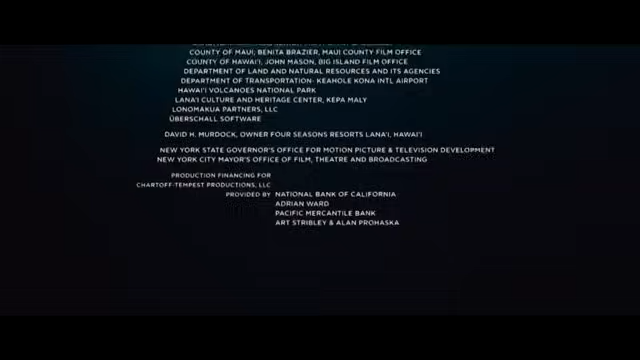 COUNTY OF MAUI; BENITA BRAZIER, MAUI COUNTY FILM OFFICE
COUNTY OF HAWAI'I, JOHN MASON, BIG ISLAND FILM OFFICE
DEPARTMENT OF LAND AND NATURAL RESOURCES AND ITS AGENCIES
DEPARTMENT OF TRANSPORTATION- KEAHOLE KONA INTL AIRPORT
HAWAI'I VOLCANOES NATIONAL PARK
LANA'I CULTURE AND HERITAGE CENTER, KEPA MALY
LONOMAKUA PARTNERS, LLC
ÜBERSCHALL SOFTWARE
DAVID H. MURDOCK, OWNER FOUR SEASONS RESORTS LANA'I, HAWAI'I
NEW YORK STATE GOVERNOR'S OFFICE FOR MOTION PICTURE & TELEVISION DEVELOPMENT
NEW YORK CITY MAYOR'S OFFICE OF FILM, THEATRE AND BROADCASTING
PRODUCTION FINANCING FOR
CHARTOFF-TEMPEST PRODUCTIONS, LLC
PROVIDED BY NATIONAL BANK OF CALIFORNIA
ADRIAN WARD
PACIFIC MERCANTILE BANK
ART STRIBLEY & ALAN PROHASKA